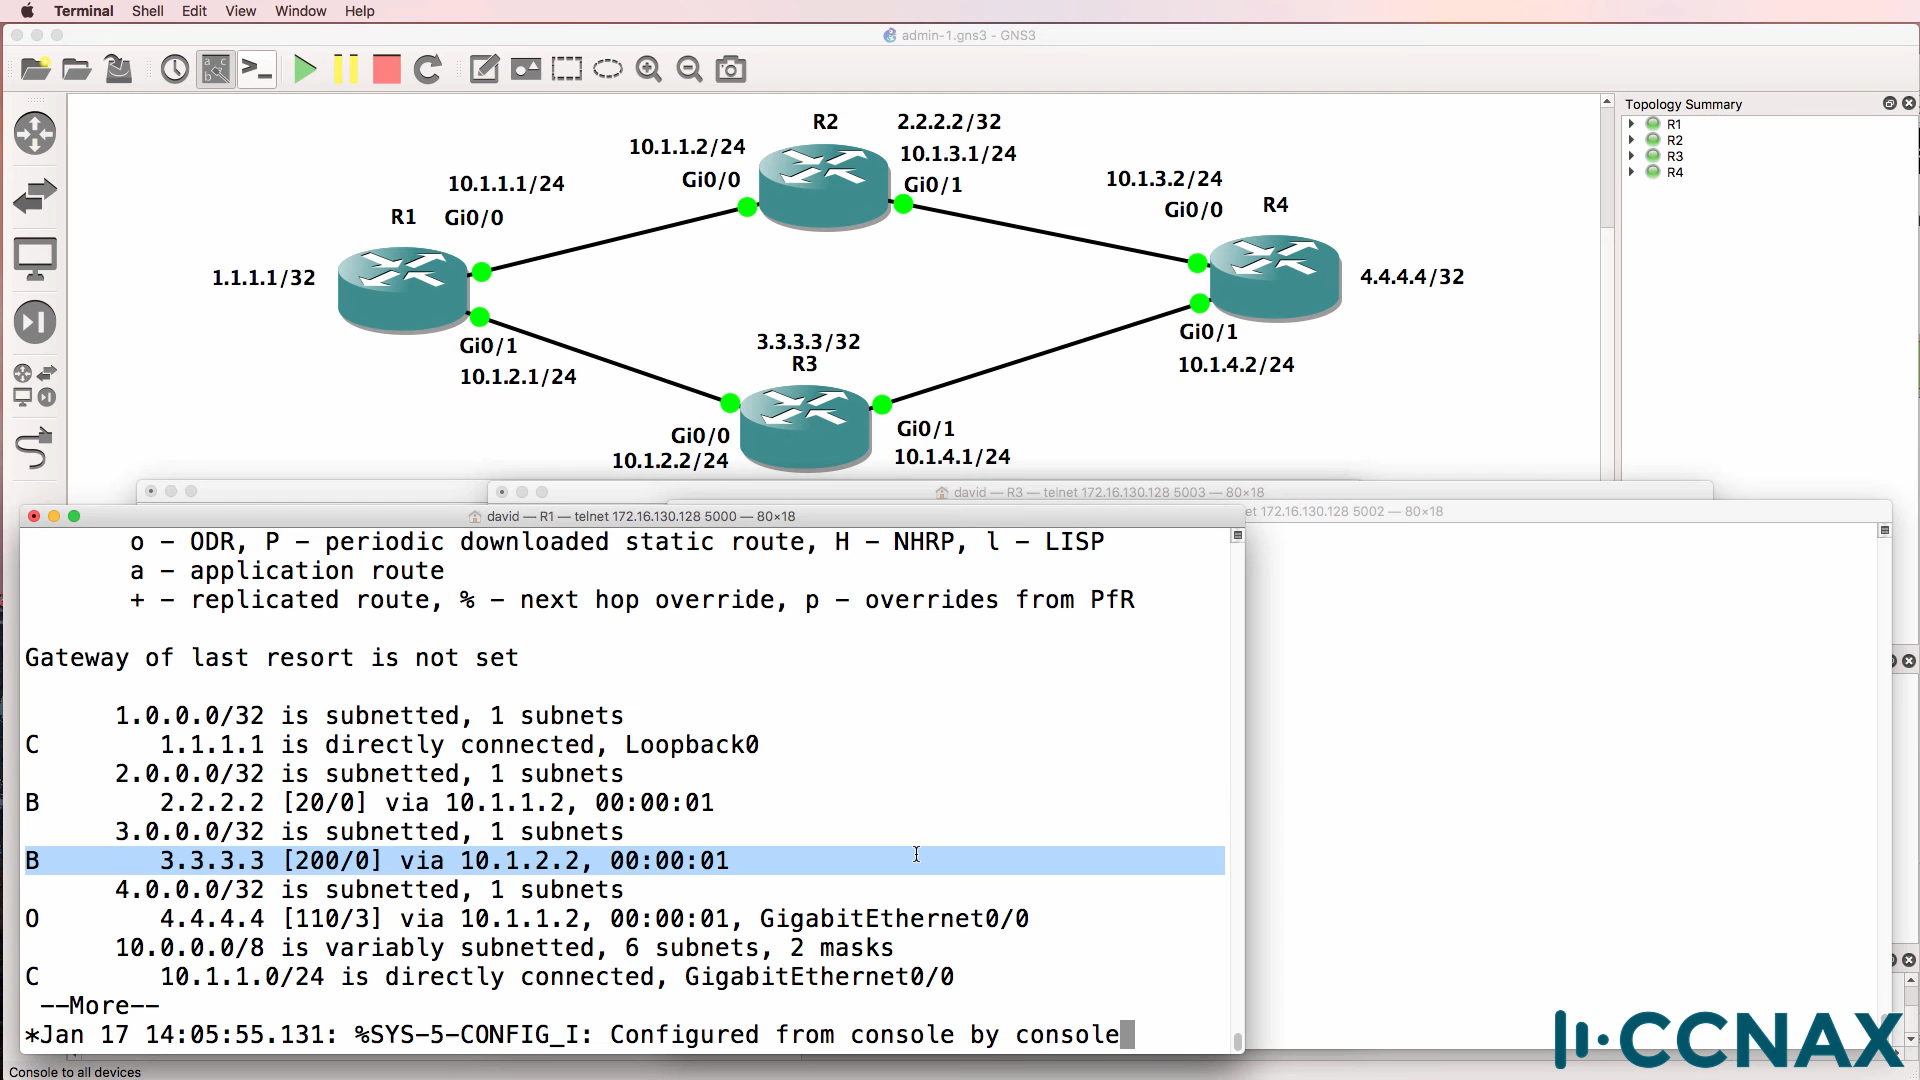 Terminal Shell Edit View Window Help
admin-1.gns3 - GNS3
Topology Summary
R1
R2
R3
R4
R2
2.2.2.2/32
10.1.1.2/24
10.1.3.1/24
Gi0/0
Gi0/1
10.1.1.1/24
R1
Gi0/0
10.1.3.2/24
Gi0/0
R4
1.1.1.1/32
4.4.4.4/32
Gi0/1
10.1.2.1/24
3.3.3.3/32
R3
Gi0/1
10.1.4.2/24
Gi0/0
10.1.2.2/24
Gi0/1
10.1.4.1/24
david — R3 — telnet 172.16.130.128 5003 — 80×18
et 172.16.130.128 5002 — 80×18
david — R1 — telnet 172.16.130.128 5000 — 80×18
o - ODR, P - periodic downloaded static route, H - NHRP, l - LISP
a - application route
+ - replicated route, % - next hop override, p - overrides from PfR
Gateway of last resort is not set
1.0.0.0/32 is subnetted, 1 subnets
C 1.1.1.1 is directly connected, Loopback0
2.0.0.0/32 is subnetted, 1 subnets
B 2.2.2.2 [20/0] via 10.1.1.2, 00:00:01
3.0.0.0/32 is subnetted, 1 subnets
B 3.3.3.3 [200/0] via 10.1.2.2, 00:00:01
4.0.0.0/32 is subnetted, 1 subnets
O 4.4.4.4 [110/3] via 10.1.1.2, 00:00:01, GigabitEthernet0/0
10.0.0.0/8 is variably subnetted, 6 subnets, 2 masks
C 10.1.1.0/24 is directly connected, GigabitEthernet0/0
--More--
*Jan 17 14:05:55.131: %SYS-5-CONFIG_I: Configured from console by console
Console to all devices
CCNAX